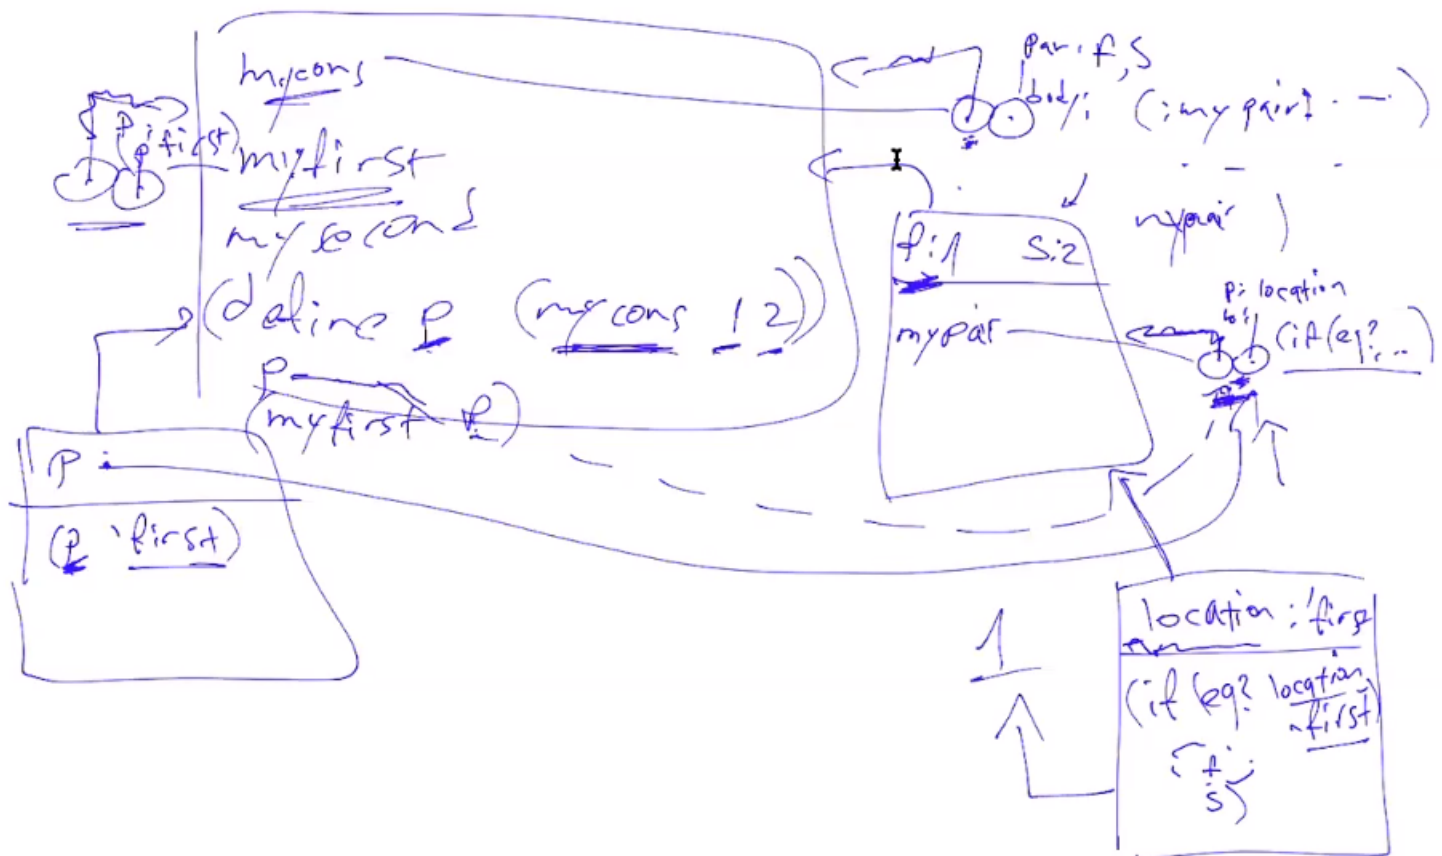 mycons
par: f, s
body: (
mypair
p:
p 'first)
myfirst
mysecond
mypair )
f:1 s:2
(define p (mycons 1 2))
mypair
p: location
(if (eq?...)
p
(myfirst p)
p:
(p 'first)
1
location : 'first
(if (eq? location
'first)
f
s)